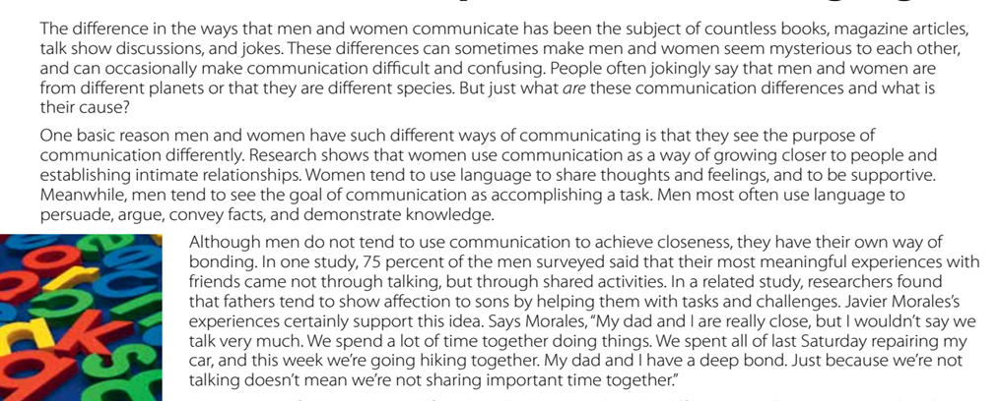 The difference in the ways that men and women communicate has been the subject of countless books, magazine articles,
talk show discussions, and jokes. These differences can sometimes make men and women seem mysterious to each other,
and can occasionally make communication difficult and confusing. People often jokingly say that men and women are
from different planets or that they are different species. But just what are these communication differences and what is
their cause?
One basic reason men and women have such different ways of communicating is that they see the purpose of
communication differently. Research shows that women use communication as a way of growing closer to people and
establishing intimate relationships. Women tend to use language to share thoughts and feelings, and to be supportive.
Meanwhile, men tend to see the goal of communication as accomplishing a task. Men most often use language to
persuade, argue, convey facts, and demonstrate knowledge.
Although men do not tend to use communication to achieve closeness, they have their own way of
bonding. In one study, 75 percent of the men surveyed said that their most meaningful experiences with
friends came not through talking, but through shared activities. In a related study, researchers found
that fathers tend to show affection to sons by helping them with tasks and challenges. Javier Morales’s
experiences certainly support this idea. Says Morales, “My dad and I are really close, but I wouldn’t say we
talk very much. We spend a lot of time together doing things. We spent all of last Saturday repairing my
car, and this week we’re going hiking together. My dad and I have a deep bond. Just because we’re not
talking doesn’t mean we’re not sharing important time together.”